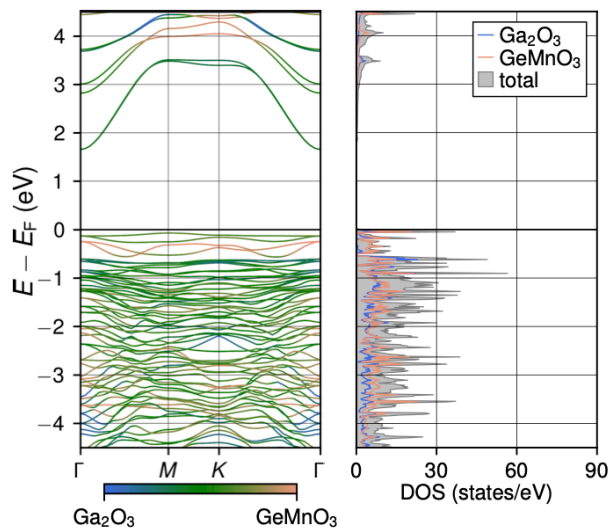 E − E_F (eV)
4
3
2
1
0
−1
−2
−3
−4
Γ M K Γ
Ga₂O₃ GeMnO₃
Ga₂O₃
GeMnO₃
total
0 30 60 90
DOS (states/eV)